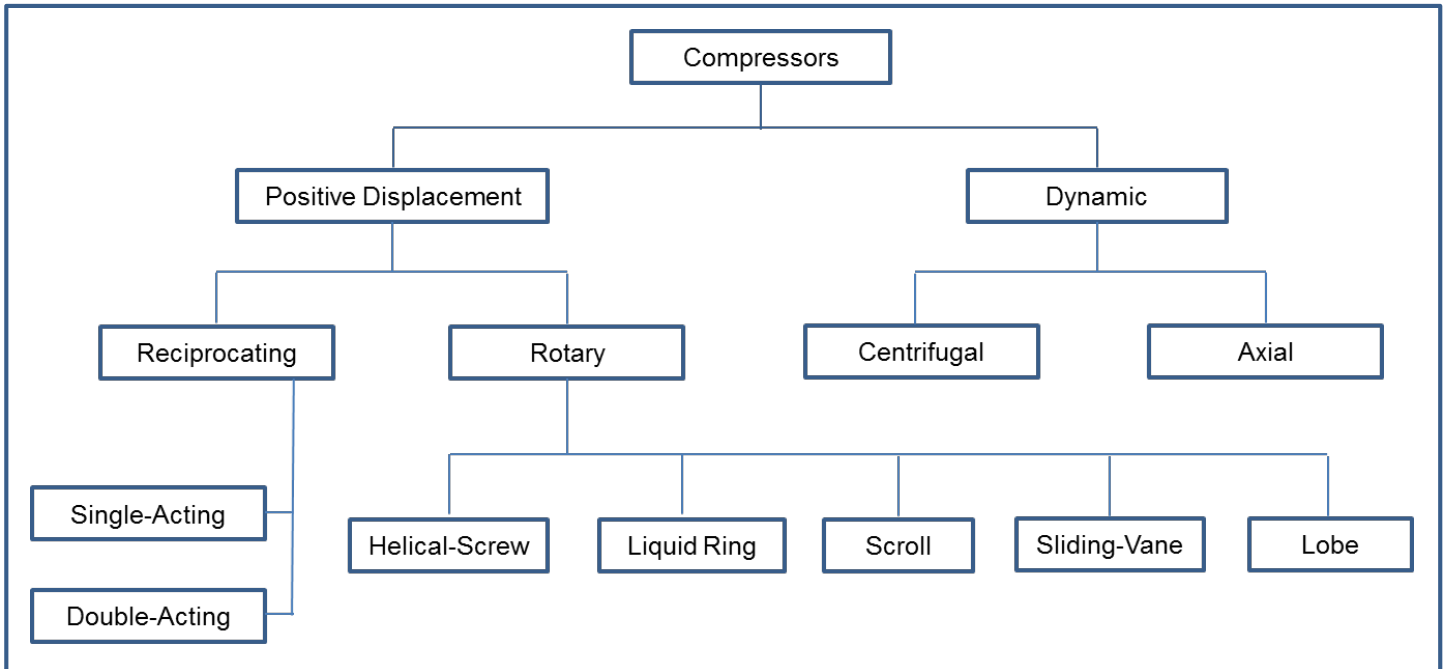 Compressors
Positive Displacement
Dynamic
Reciprocating
Rotary
Centrifugal
Axial
Single-Acting
Double-Acting
Helical-Screw
Liquid Ring
Scroll
Sliding-Vane
Lobe